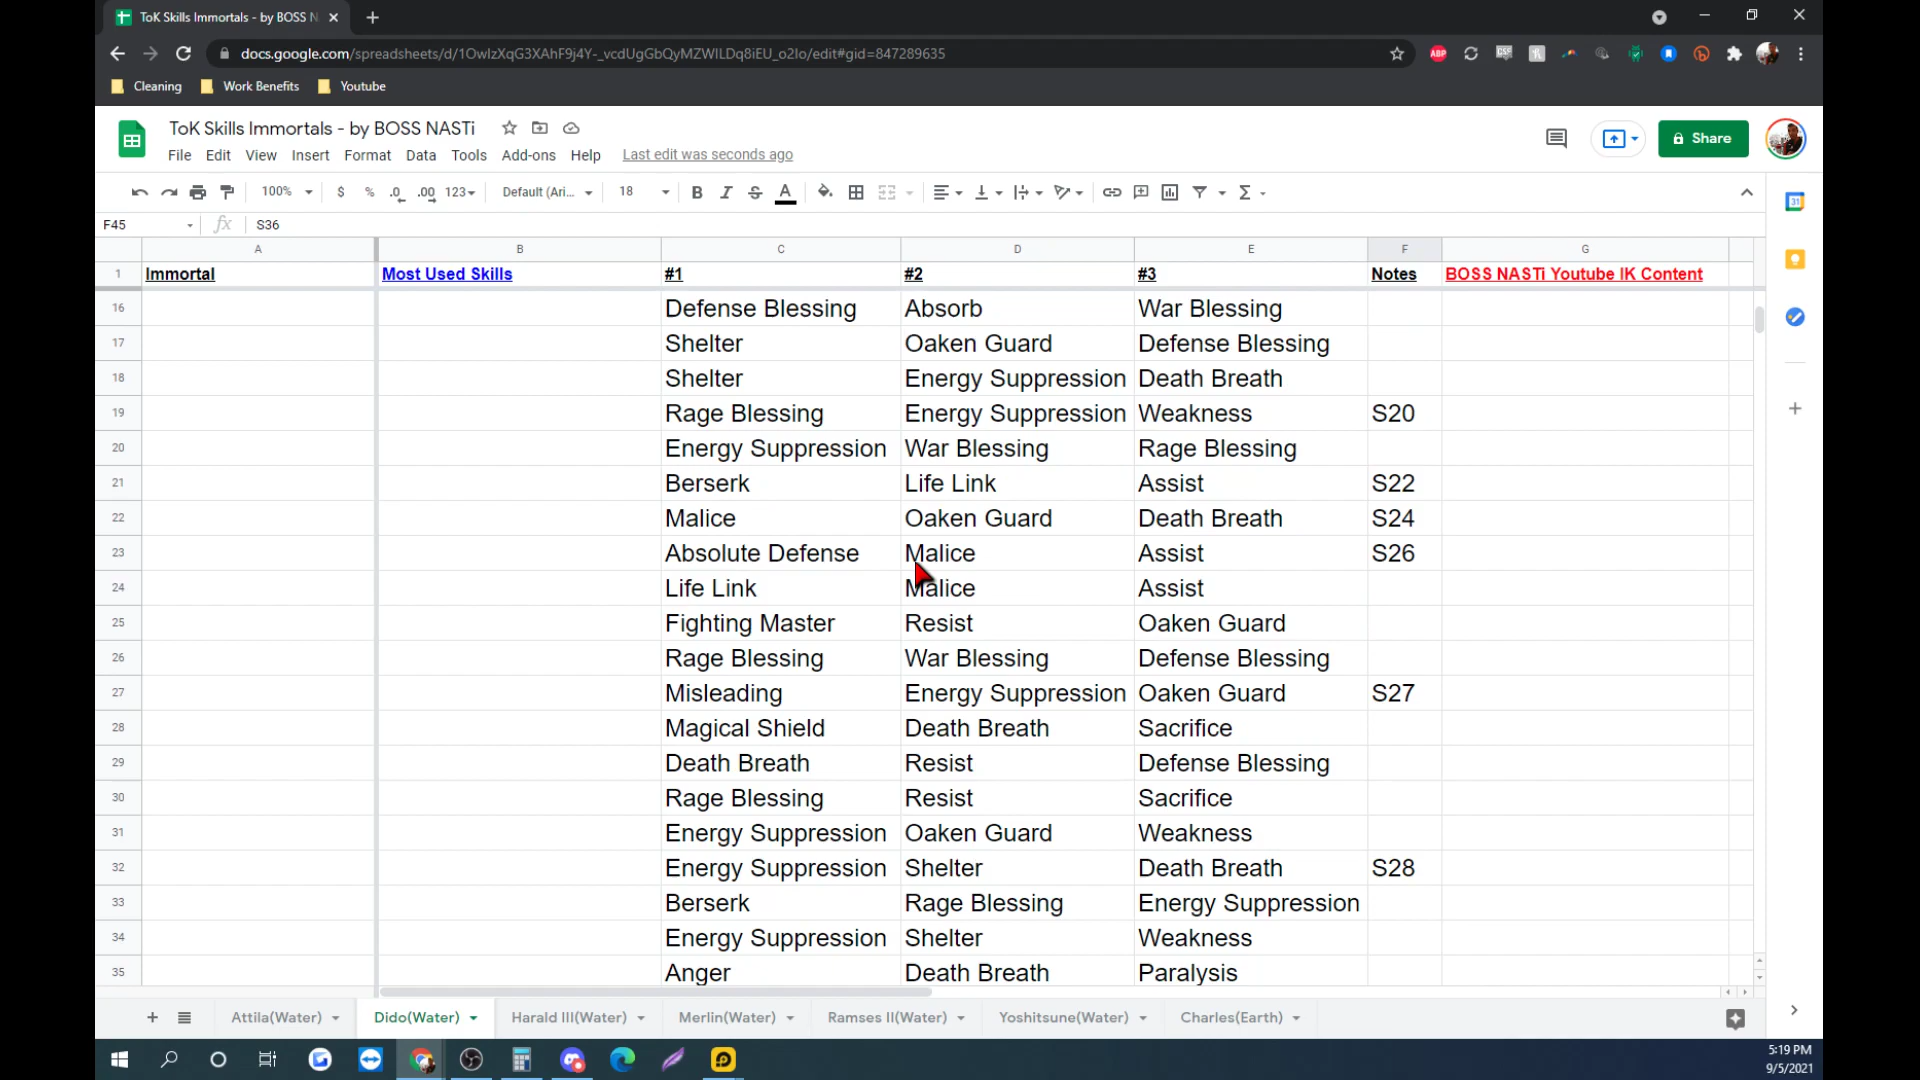 ToK Skills Immortals - by BOSS N
docs.google.com/spreadsheets/d/1OwIzXqG3XAhF9j4Y-_vcdUgGbQyMZWILDq8iEU_o2Io/edit#gid=847289635
ABP
Cleaning Work Benefits Youtube
ToK Skills Immortals - by BOSS NASTi
Share
File Edit View Insert Format Data Tools Add-ons Help Last edit was seconds ago
100% $ % .0 .00 123 Default (Ari... 18 B I S A
31
F45 fx S36
A B C D E F G
1 Immortal Most Used Skills #1 #2 #3 Notes BOSS NASTi Youtube IK Content
16 Defense Blessing Absorb War Blessing
17 Shelter Oaken Guard Defense Blessing
18 Shelter Energy Suppression Death Breath
19 Rage Blessing Energy Suppression Weakness S20
20 Energy Suppression War Blessing Rage Blessing
21 Berserk Life Link Assist S22
22 Malice Oaken Guard Death Breath S24
23 Absolute Defense Malice Assist S26
24 Life Link Malice Assist
25 Fighting Master Resist Oaken Guard
26 Rage Blessing War Blessing Defense Blessing
27 Misleading Energy Suppression Oaken Guard S27
28 Magical Shield Death Breath Sacrifice
29 Death Breath Resist Defense Blessing
30 Rage Blessing Resist Sacrifice
31 Energy Suppression Oaken Guard Weakness
32 Energy Suppression Shelter Death Breath S28
33 Berserk Rage Blessing Energy Suppression
34 Energy Suppression Shelter Weakness
35 Anger Death Breath Paralysis
Attila(Water) Dido(Water) Harald III(Water) Merlin(Water) Ramses II(Water) Yoshitsune(Water) Charles(Earth)
5:19 PM
9/5/2021